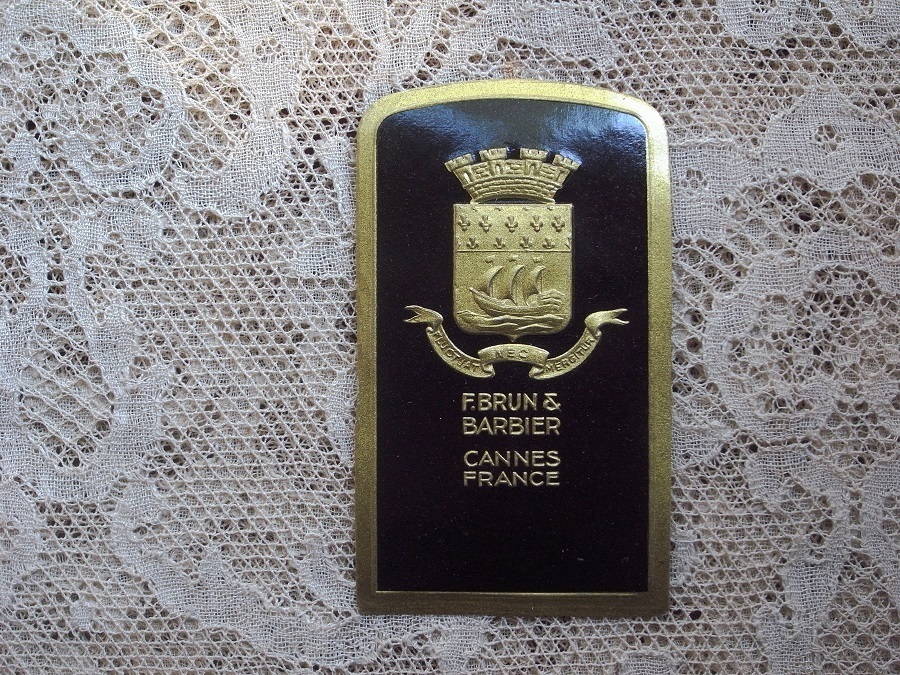 FLUCTUAT NEC MERGITUR
F. BRUN &
BARBIER
CANNES
FRANCE